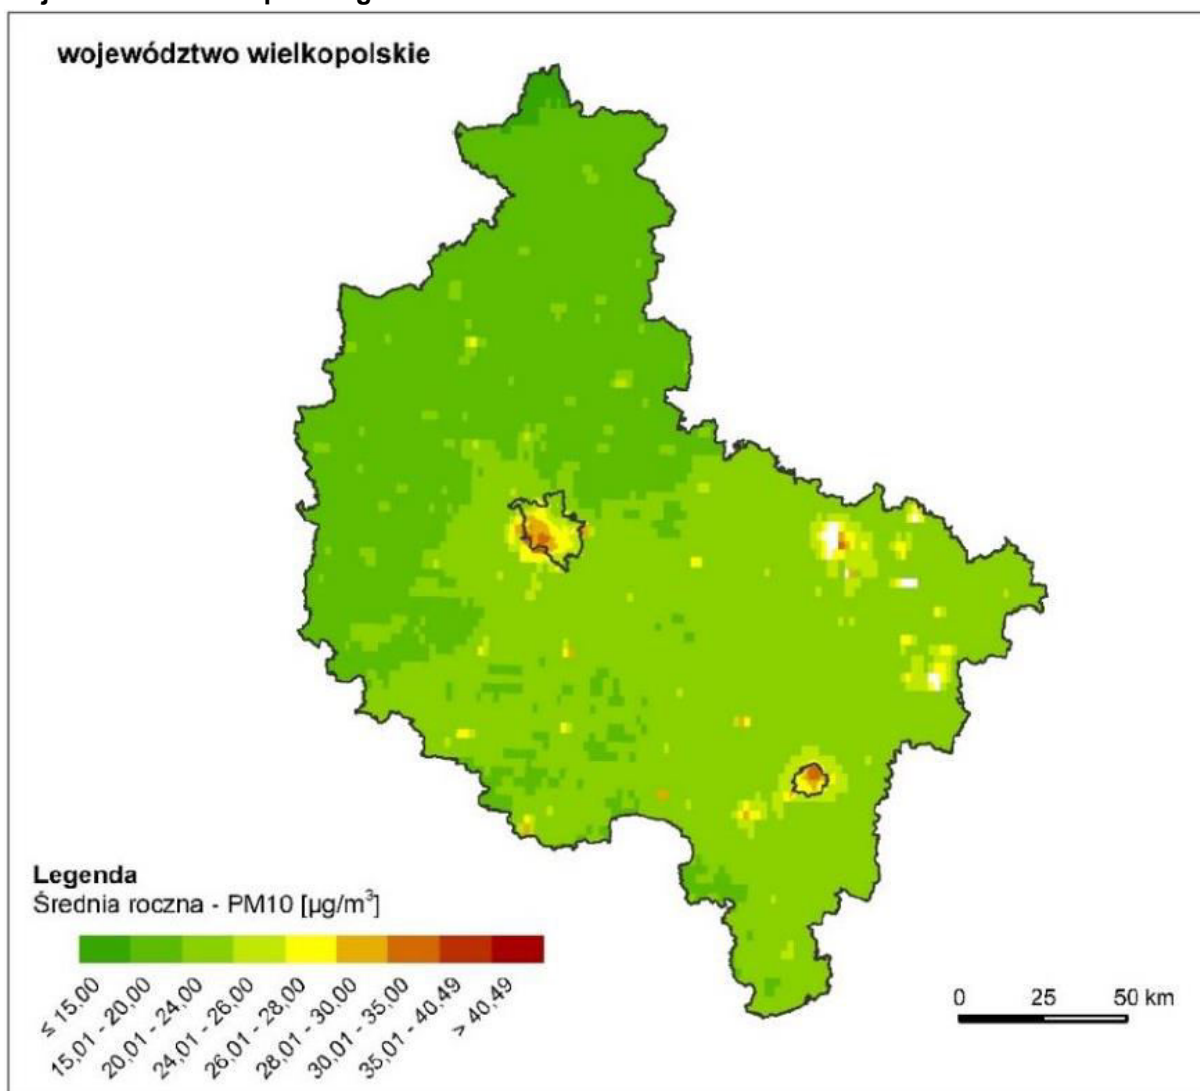 województwo wielkopolskie
Legenda
Średnia roczna - PM10 [µg/m³]
≤ 15,00
15,01 - 20,00
20,01 - 24,00
24,01 - 26,00
26,01 - 28,00
28,01 - 30,00
30,01 - 35,00
35,01 - 40,49
> 40,49
0 25 50 km